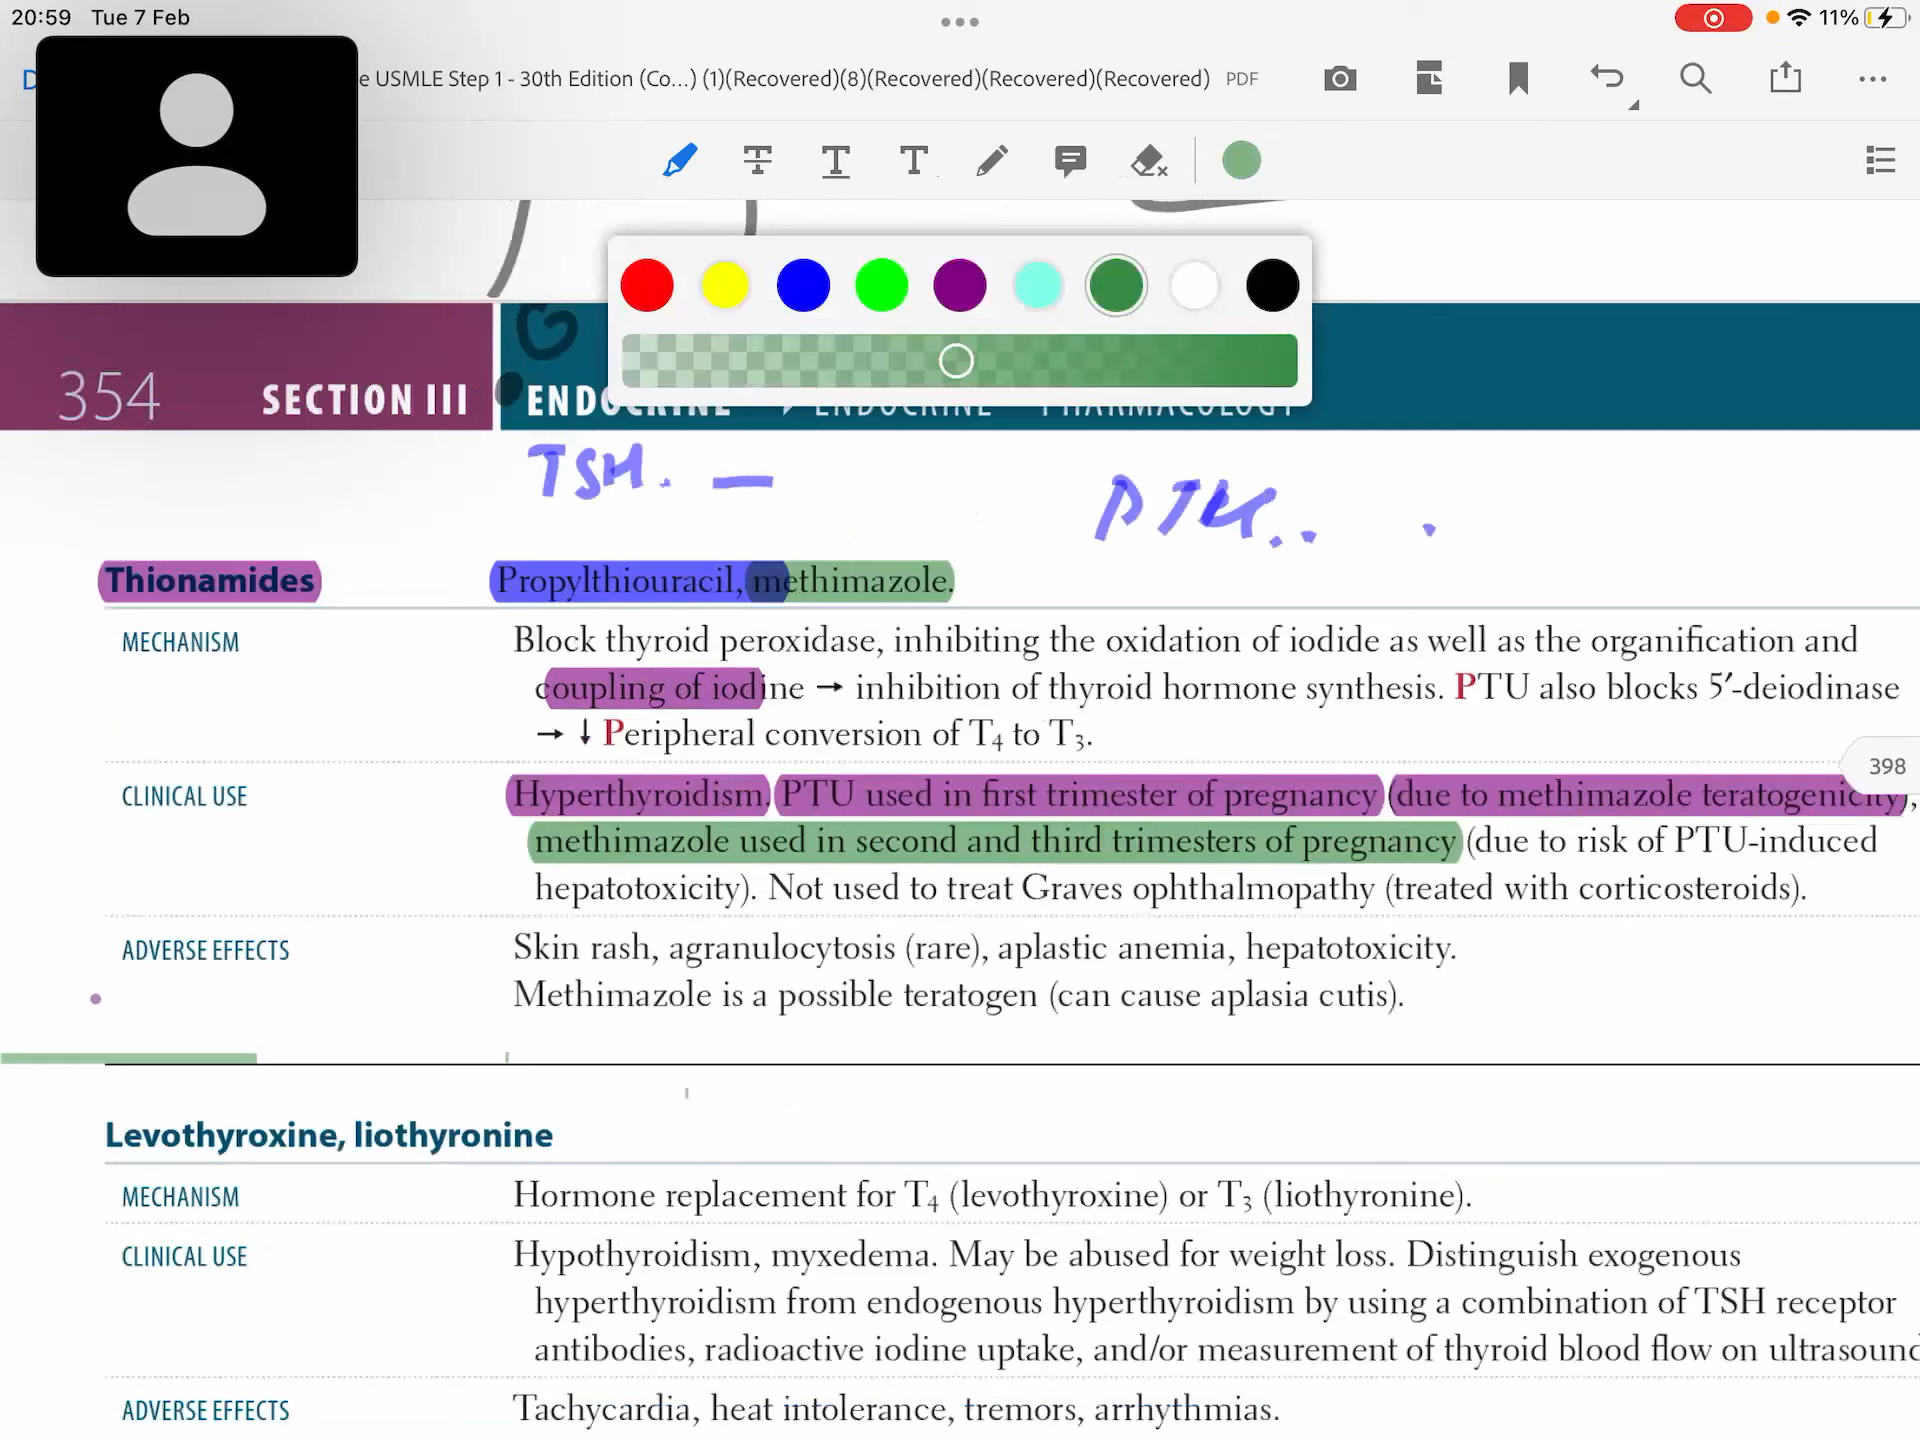 20:59 Tue 7 Feb
11%
e USMLE Step 1 - 30th Edition (Co...) (1)(Recovered)(8)(Recovered)(Recovered)(Recovered) PDF
354 SECTION III ENDOCRINE ENDOCRINE PHARMACOLOGY
TSH. —
PTH..
Thionamides Propylthiouracil, methimazole.
MECHANISM Block thyroid peroxidase, inhibiting the oxidation of iodide as well as the organification and
coupling of iodine → inhibition of thyroid hormone synthesis. PTU also blocks 5′-deiodinase
→ ↓ Peripheral conversion of T₄ to T₃.
398
CLINICAL USE Hyperthyroidism. PTU used in first trimester of pregnancy (due to methimazole teratogenicity),
methimazole used in second and third trimesters of pregnancy (due to risk of PTU-induced
hepatotoxicity). Not used to treat Graves ophthalmopathy (treated with corticosteroids).
ADVERSE EFFECTS Skin rash, agranulocytosis (rare), aplastic anemia, hepatotoxicity.
Methimazole is a possible teratogen (can cause aplasia cutis).
Levothyroxine, liothyronine
MECHANISM Hormone replacement for T₄ (levothyroxine) or T₃ (liothyronine).
CLINICAL USE Hypothyroidism, myxedema. May be abused for weight loss. Distinguish exogenous
hyperthyroidism from endogenous hyperthyroidism by using a combination of TSH receptor
antibodies, radioactive iodine uptake, and/or measurement of thyroid blood flow on ultrasound
ADVERSE EFFECTS Tachycardia, heat intolerance, tremors, arrhythmias.